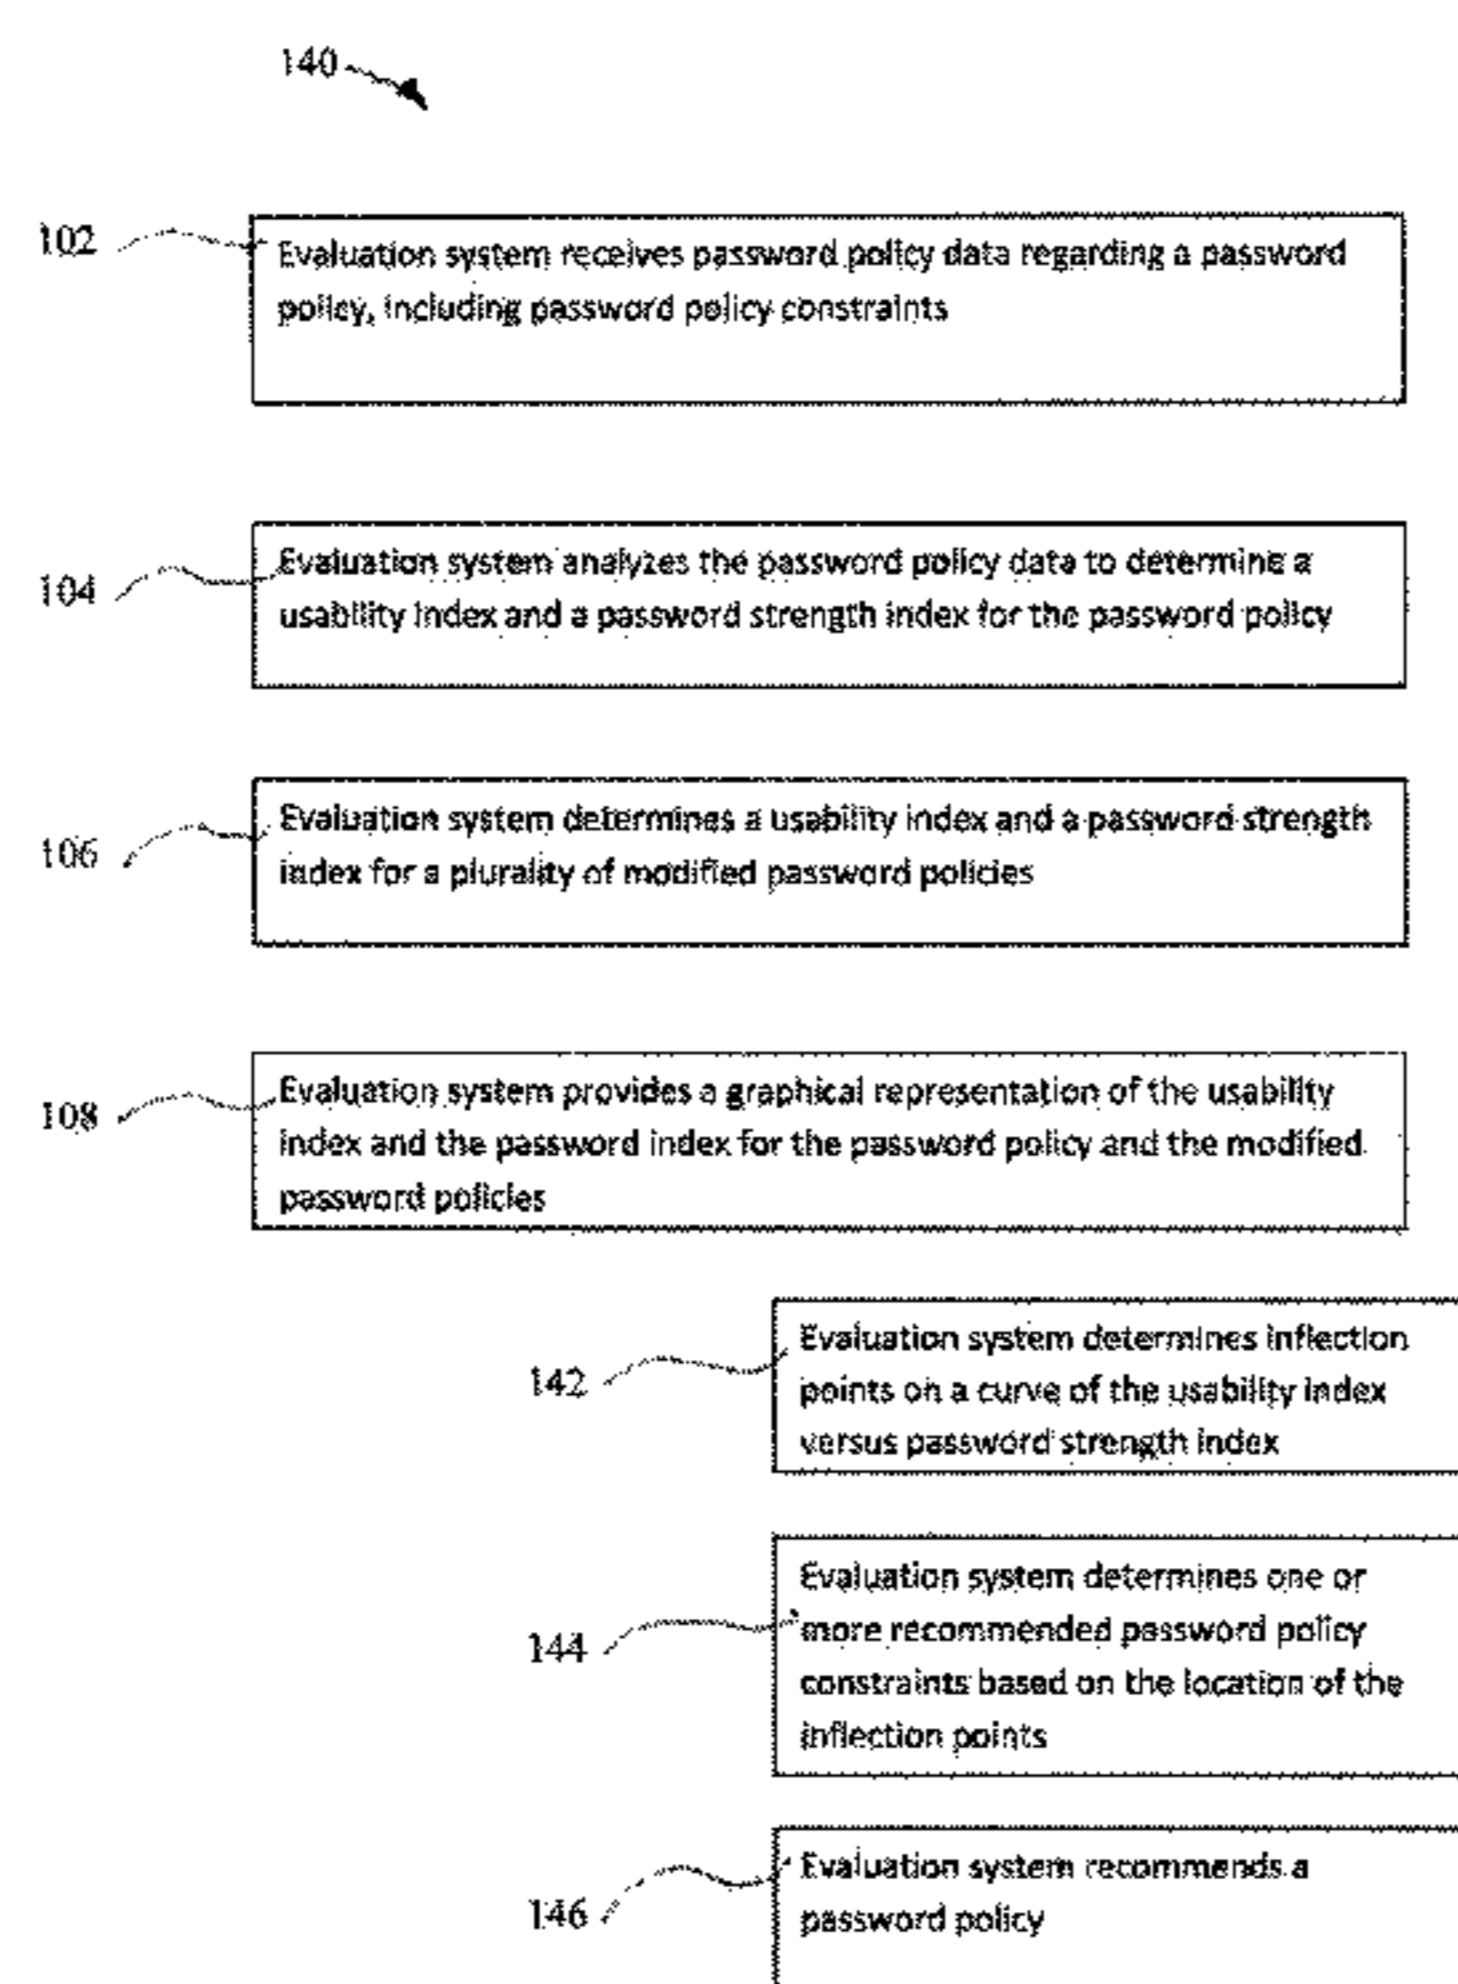 140
102
Evaluation system receives password policy data regarding a password
policy, including password policy constraints
104
Evaluation system analyzes the password policy data to determine a
usability index and a password strength index for the password policy
106
Evaluation system determines a usability index and a password strength
index for a plurality of modified password policies
108
Evaluation system provides a graphical representation of the usability
index and the password index for the password policy and the modified
password policies
142
Evaluation system determines inflection
points on a curve of the usability index
versus password strength index
144
Evaluation system determines one or
more recommended password policy
constraints based on the location of the
inflection points
146
Evaluation system recommends a
password policy